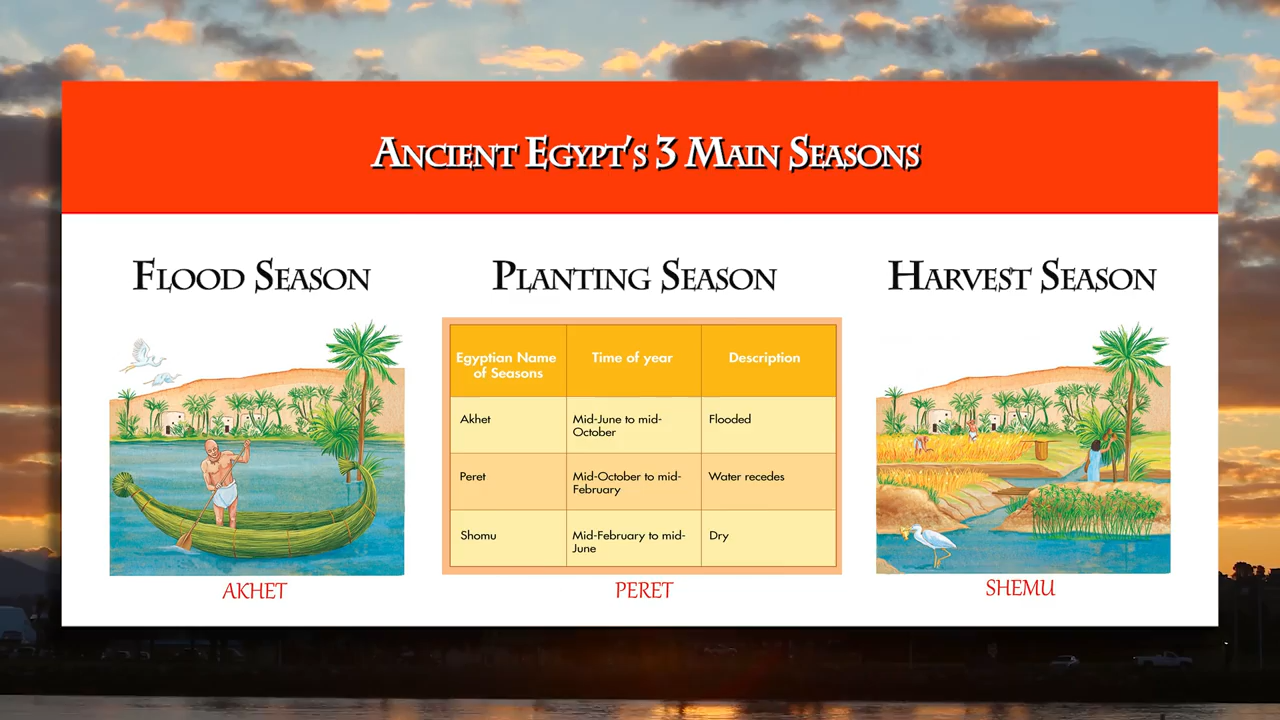 Ancient Egypt's 3 Main Seasons
Flood Season
Planting Season
Harvest Season
Egyptian Name
of Seasons
Time of year
Description
Akhet
Mid-June to mid-
October
Flooded
Peret
Mid-October to mid-
February
Water recedes
Shomu
Mid-February to mid-
June
Dry
AKHET
PERET
SHEMU